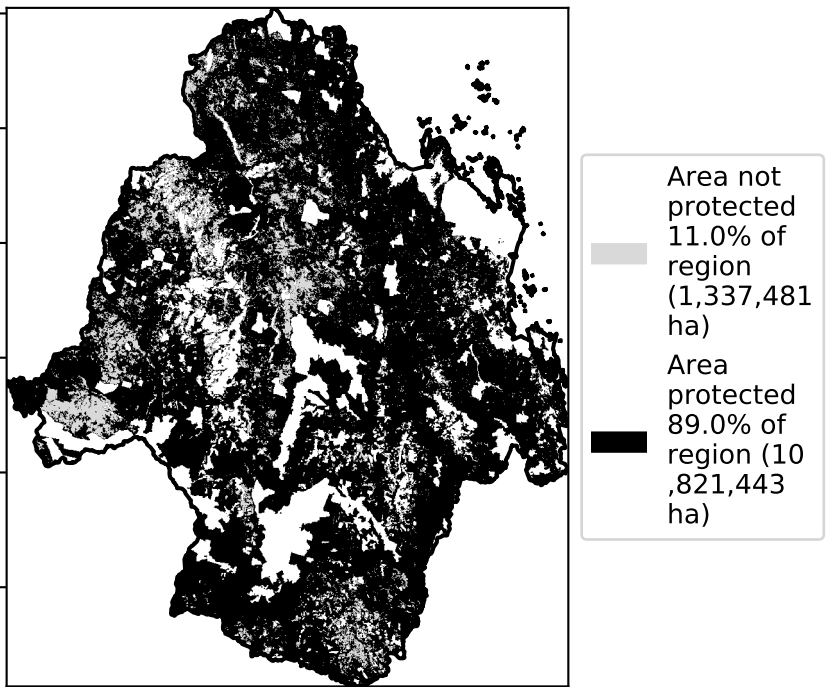 Area not
protected
11.0% of
region
(1,337,481
ha)
Area
protected
89.0% of
region (10
,821,443
ha)